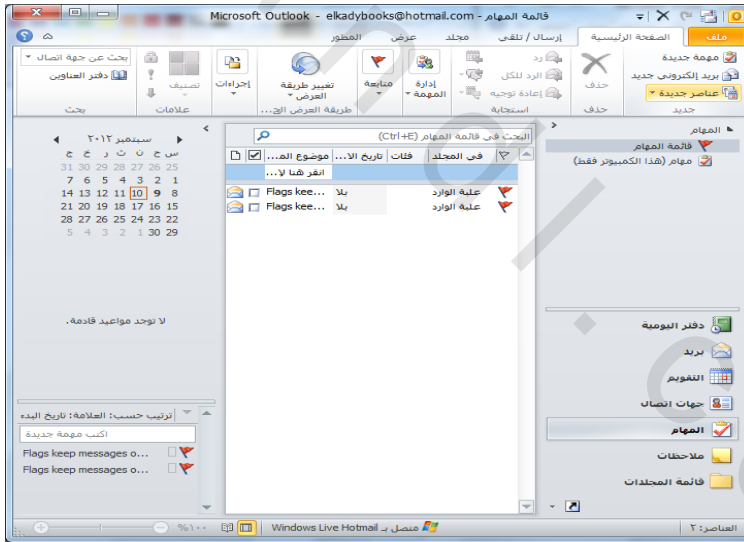 قائمة المهام - Microsoft Outlook - elkadybooks@hotmail.com
ملف
الصفحة الرئيسية
إرسال / تلقي
مجلد
عرض
المطور
مهمة جديدة
بريد إلكتروني جديد
عناصر جديدة
جديد
حذف
حذف
رد
الرد للكل
إعادة توجيه
استجابة
إدارة المهمة
متابعة
تغيير طريقة العرض
طريقة العرض الح...
إجراءات
تصنيف
علامات
بحث عن جهة اتصال
دفتر العناوين
بحث
المهام
قائمة المهام
مهام (هذا الكمبيوتر فقط)
دفتر اليومية
بريد
التقويم
جهات اتصال
المهام
ملاحظات
قائمة المجلدات
البحث في قائمة المهام (Ctrl+E)
في المجلد
فئات
تاريخ الا...
موضوع الم...
انقر هنا لا...
علبة الوارد بلا Flags kee...
علبة الوارد بلا Flags kee...
سبتمبر ٢٠١٢
س ح ن ث ر خ ج
31 30 29 28 27 26 25
7 6 5 4 3 2 1
14 13 12 11 10 9 8
21 20 19 18 17 16 15
28 27 26 25 24 23 22
5 4 3 2 1 30 29
لا توجد مواعيد قادمة.
ترتيب حسب: العلامة: تاريخ البدء
اكتب مهمة جديدة
Flags keep messages o...
Flags keep messages o...
العناصر: ٢
متصل بـ Windows Live Hotmail
%١٠٠